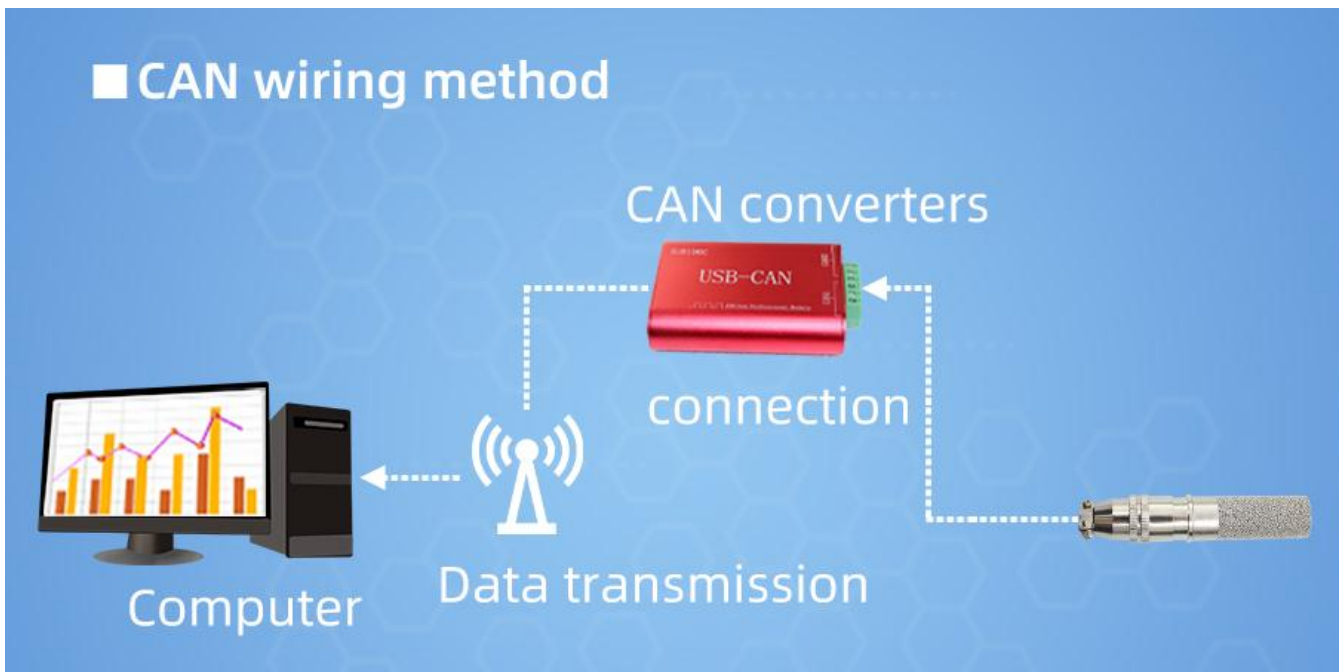 CAN wiring method
CAN converters
USB-CAN
connection
Data transmission
Computer